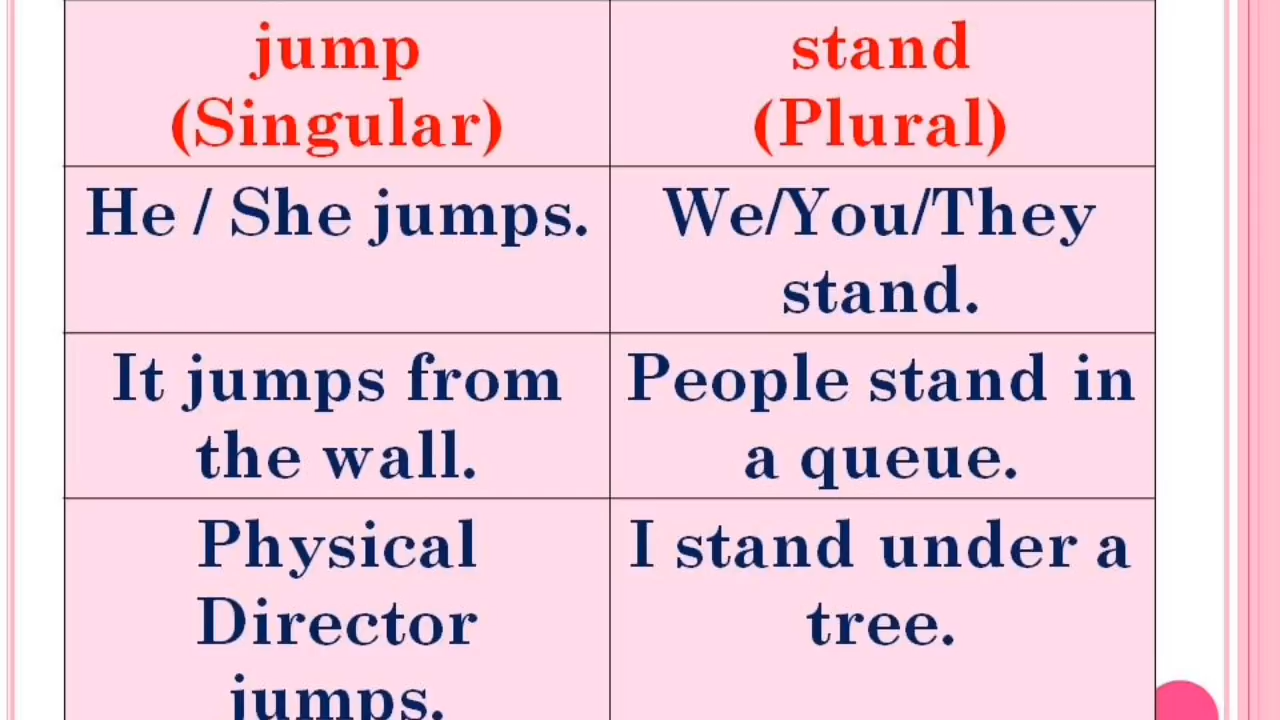 jump
(Singular)
stand
(Plural)
He / She jumps.
We/You/They
stand.
It jumps from
the wall.
People stand in
a queue.
Physical
Director
jumps.
I stand under a
tree.